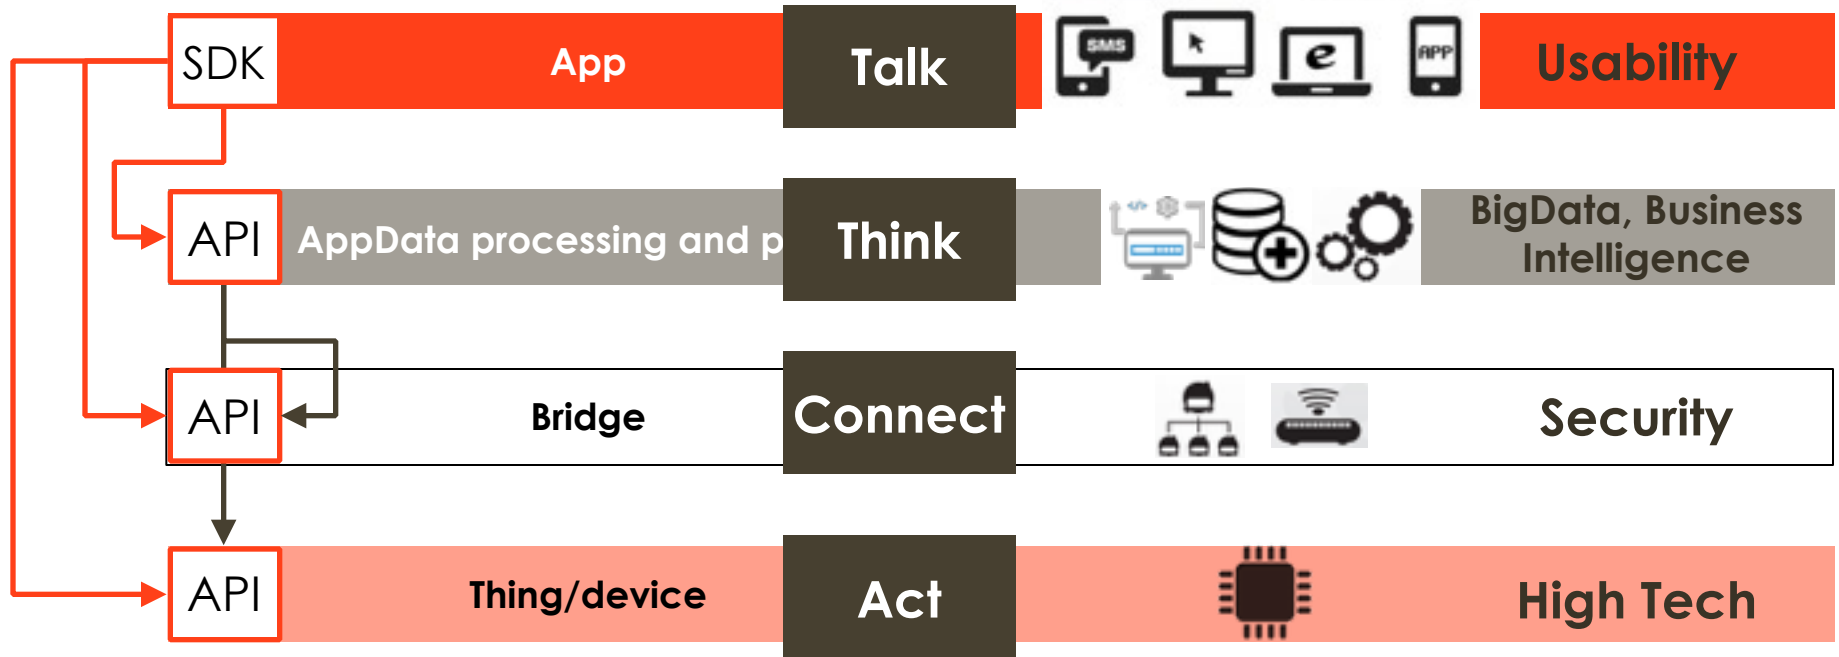 SDK App Talk SMS e APP Usability
API AppData processing and p Think BigData, Business
Intelligence
API Bridge Connect Security
API Thing/device Act High Tech